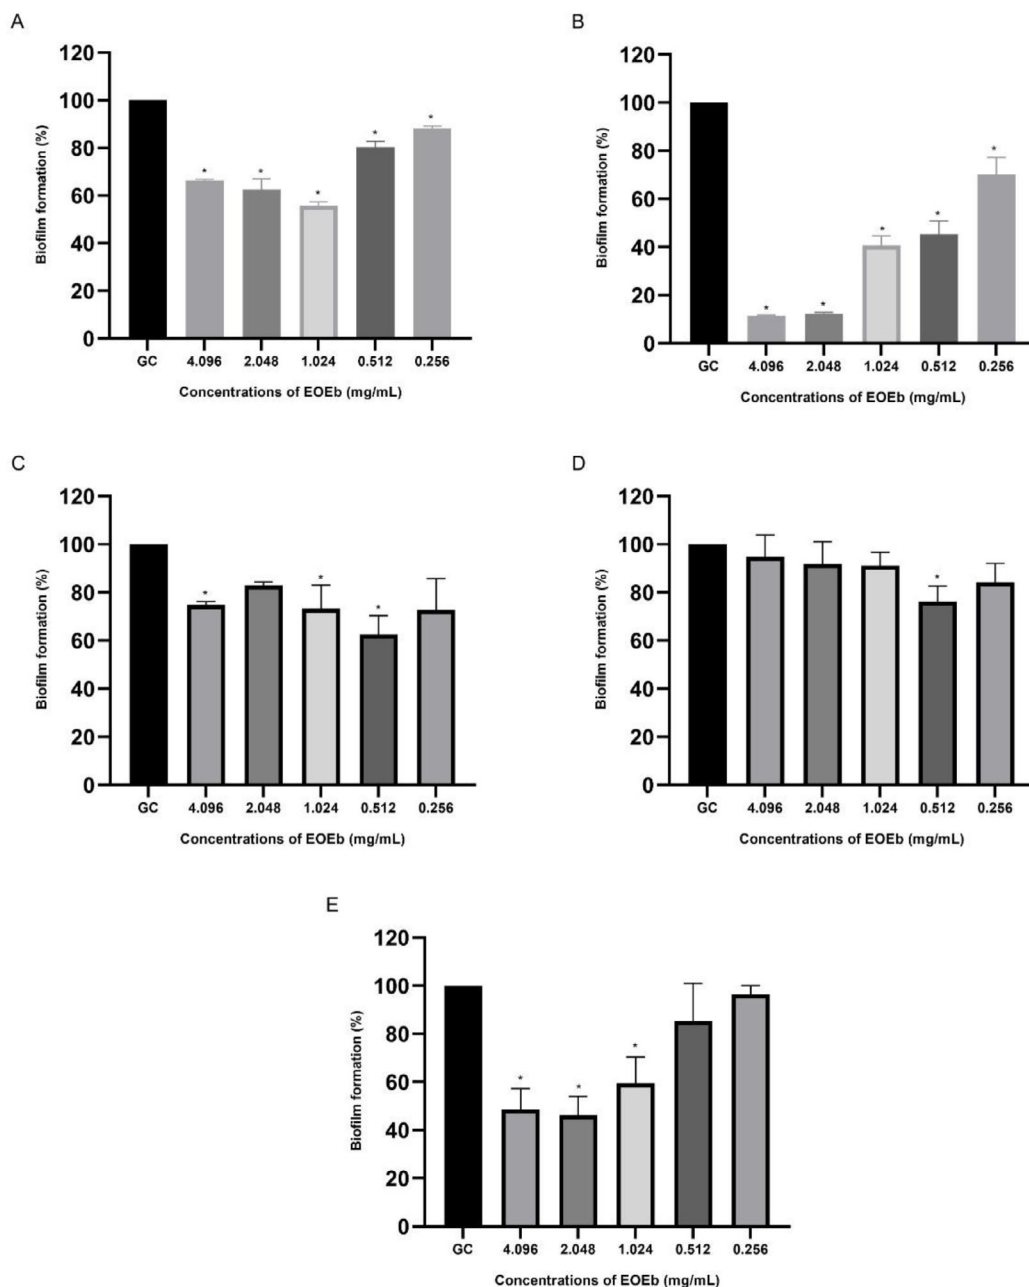 A
Biofilm formation (%)
120
100
80
60
40
20
0
* * * * *
GC 4.096 2.048 1.024 0.512 0.256
Concentrations of EOEb (mg/mL)
B
Biofilm formation (%)
120
100
80
60
40
20
0
* * * * *
GC 4.096 2.048 1.024 0.512 0.256
Concentrations of EOEb (mg/mL)
C
Biofilm formation (%)
120
100
80
60
40
20
0
* * *
GC 4.096 2.048 1.024 0.512 0.256
Concentrations of EOEb (mg/mL)
D
Biofilm formation (%)
120
100
80
60
40
20
0
*
GC 4.096 2.048 1.024 0.512 0.256
Concentrations of EOEb (mg/mL)
E
Biofilm formation (%)
120
100
80
60
40
20
0
* * *
GC 4.096 2.048 1.024 0.512 0.256
Concentrations of EOEb (mg/mL)